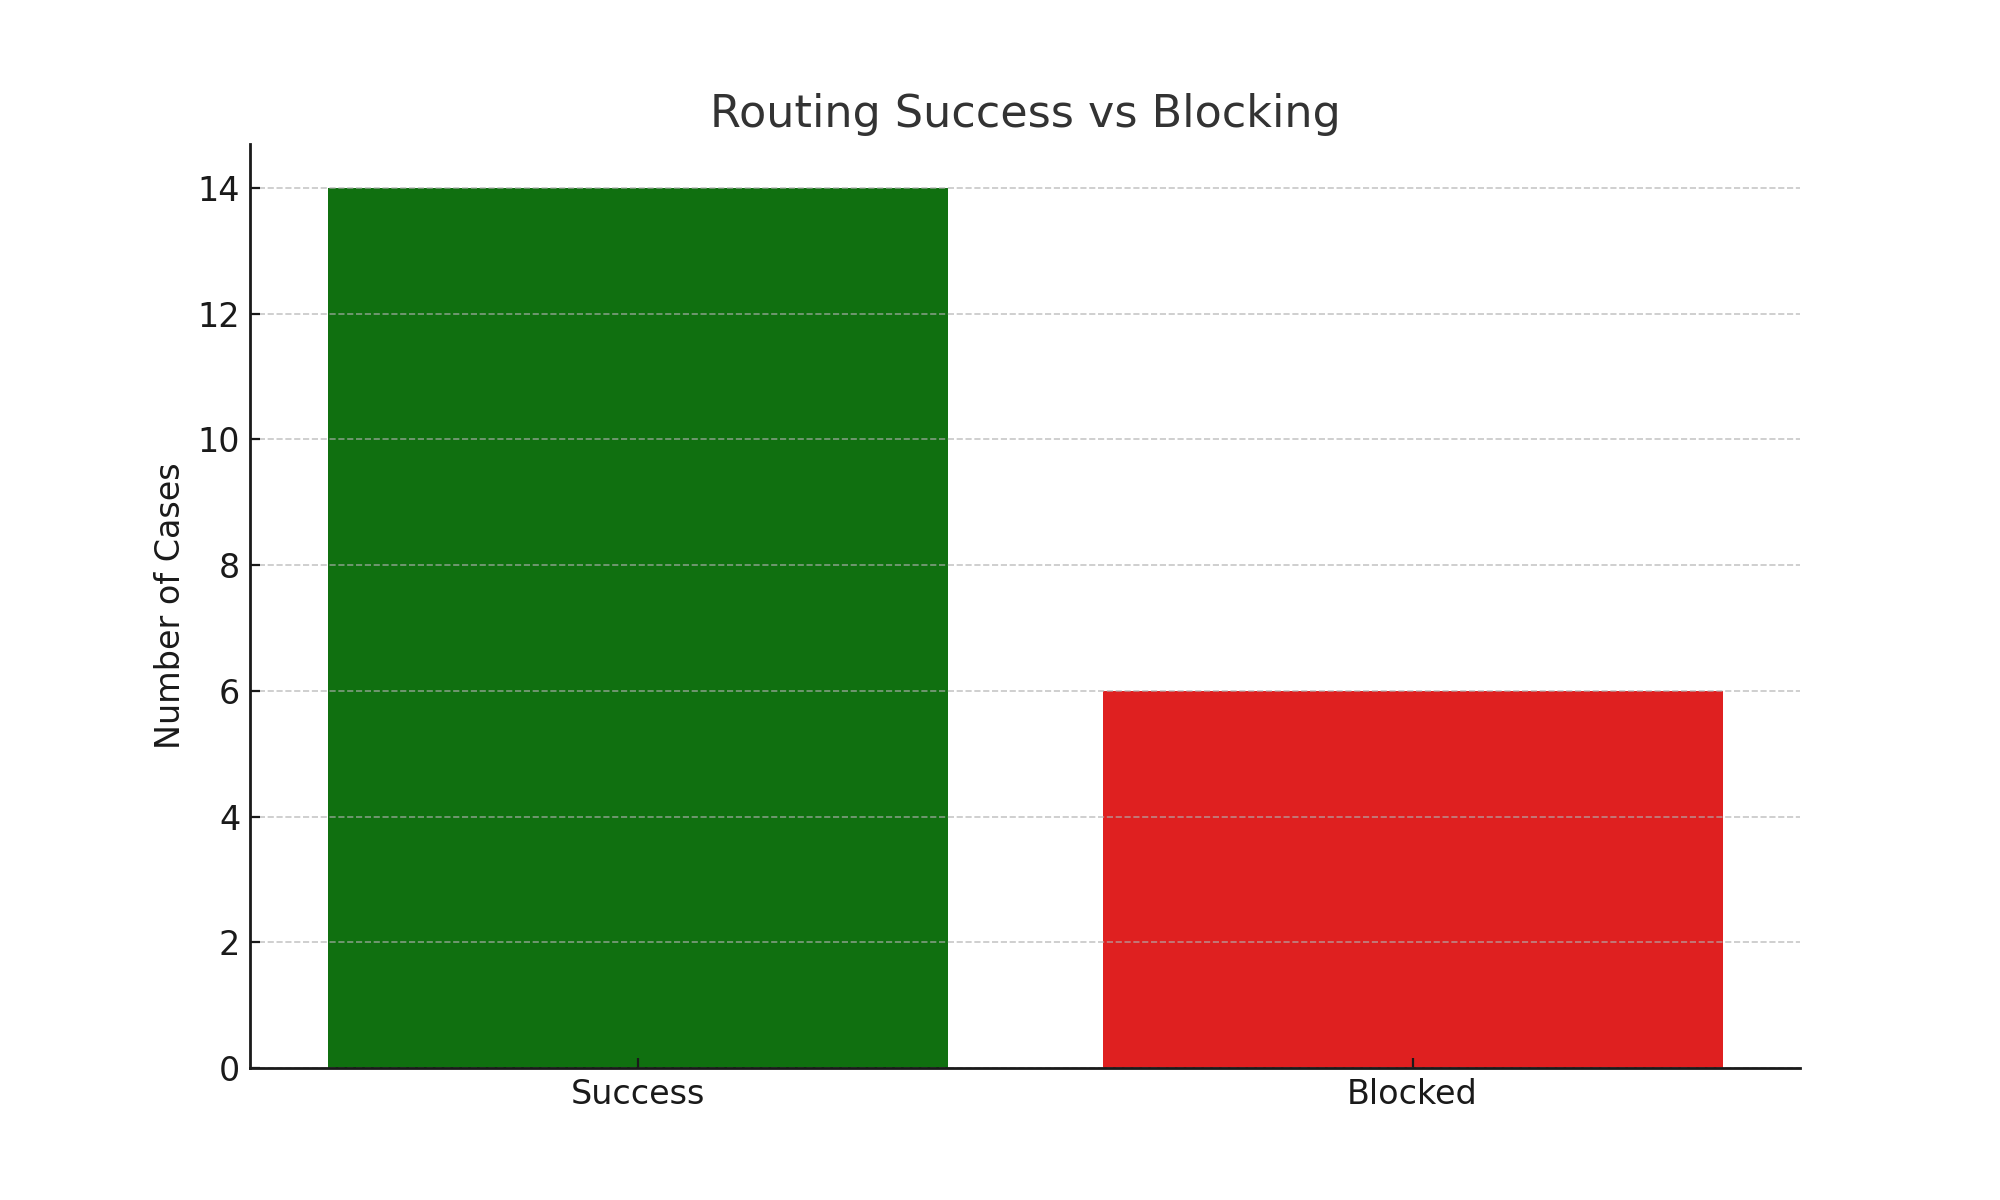 Routing Success vs Blocking
Number of Cases
14
12
10
8
6
4
2
0
Success
Blocked